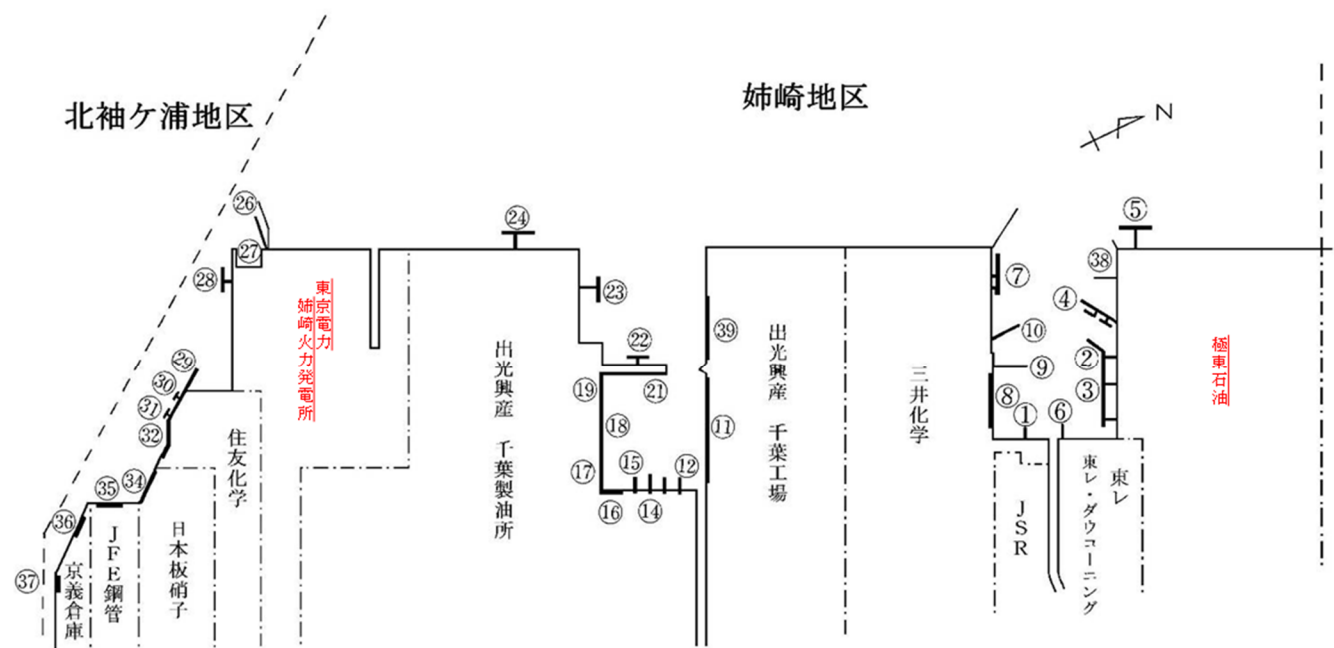 北袖ケ浦地区
姉崎地区
N
㉖
㉗
㉘
㉔
㉓
㉒
㉑
⑲
⑱
⑰
⑯
⑮
⑭
⑫
⑪
㊴
⑦
⑩
⑨
⑧
①
⑥
⑤
㊳
④
②
③
㉙
㉚
㉛
㉜
㉞
㉟
㊱
㊲
東京電力
姉崎火力発電所
出光興産 千葉製油所
出光興産 千葉工場
三井化学
極東石油
東レ
東レ・ダウコーニング
JSR
住友化学
日本板硝子
JFE鋼管
京義倉庫